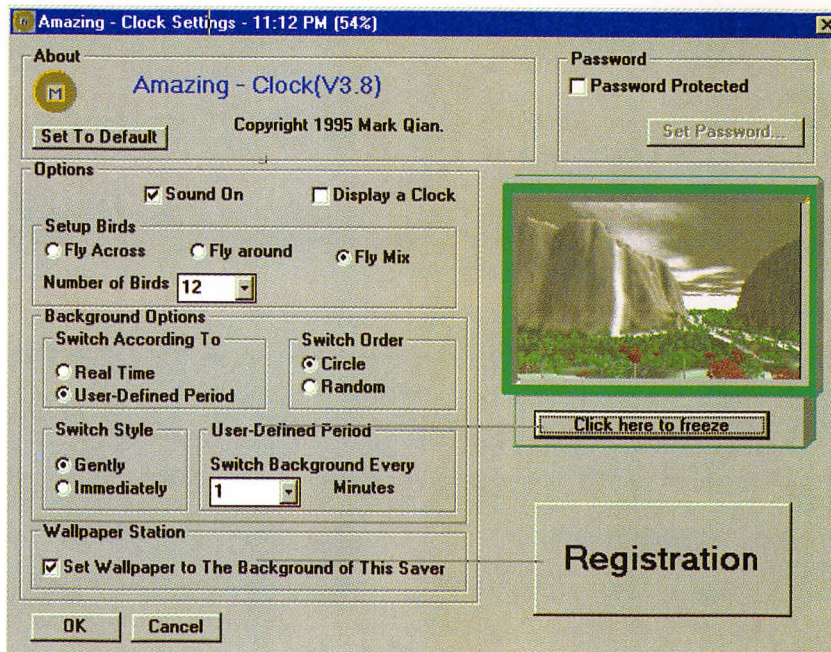 Amazing - Clock Settings - 11:12 PM (54%)
About
M
Amazing - Clock(V3.8)
Set To Default
Copyright 1995 Mark Qian.
Password
Password Protected
Set Password...
Options
Sound On
Display a Clock
Setup Birds
Fly Across
Fly around
Fly Mix
Number of Birds 12
Background Options
Switch According To
Real Time
User-Defined Period
Switch Order
Circle
Random
Switch Style
Gently
Immediately
User-Defined Period
Switch Background Every
1 Minutes
Click here to freeze
Wallpaper Station
Set Wallpaper to The Background of This Saver
Registration
OK
Cancel